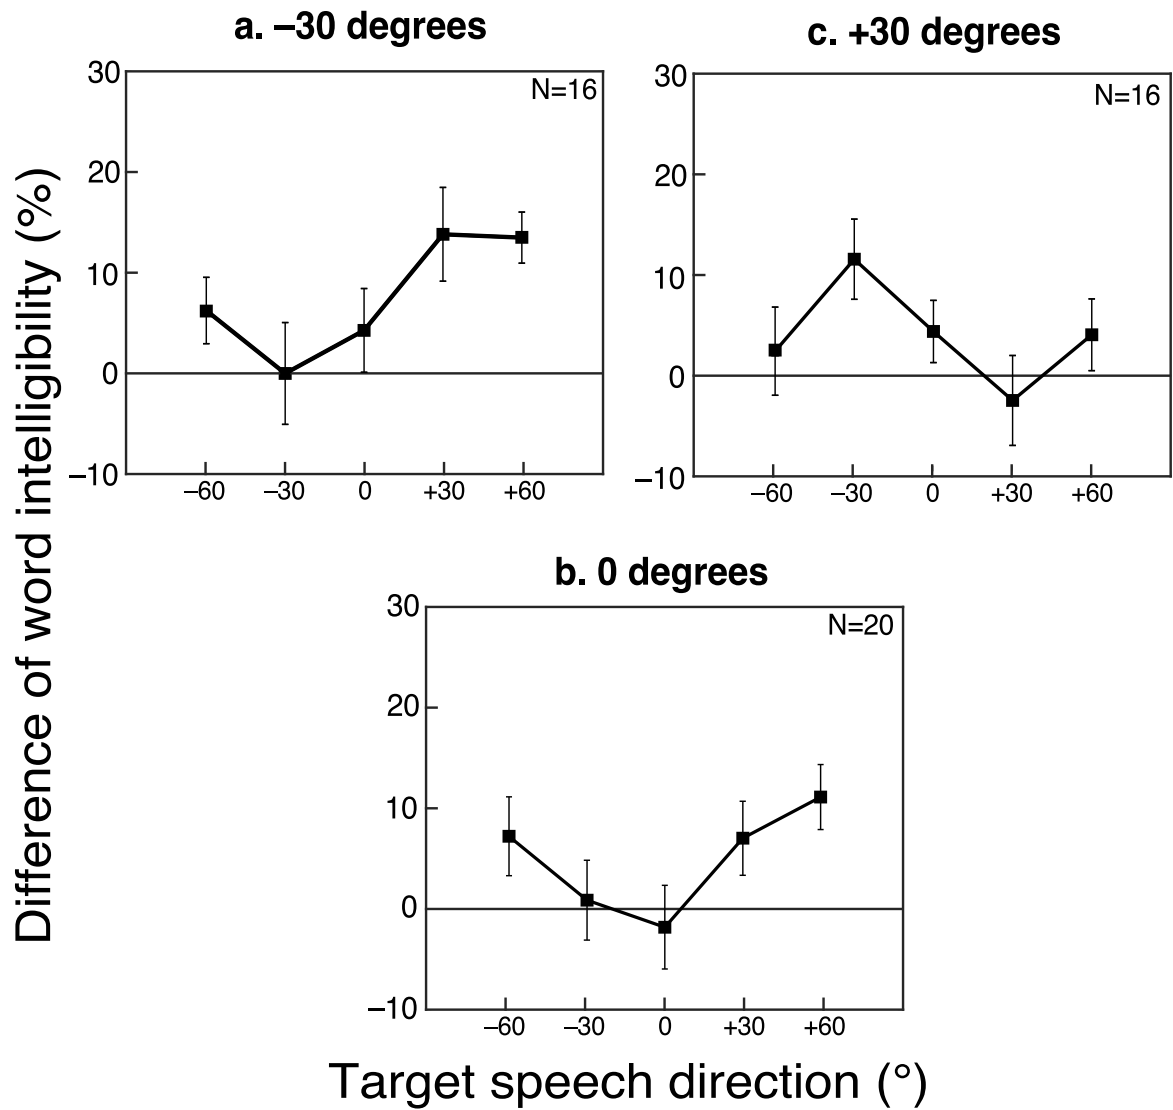 a. –30 degrees
30
N=16
20
10
0
–10
–60 –30 0 +30 +60
c. +30 degrees
30
N=16
20
10
0
–10
–60 –30 0 +30 +60
b. 0 degrees
30
N=20
20
10
0
–10
–60 –30 0 +30 +60
Difference of word intelligibility (%)
Target speech direction (°)